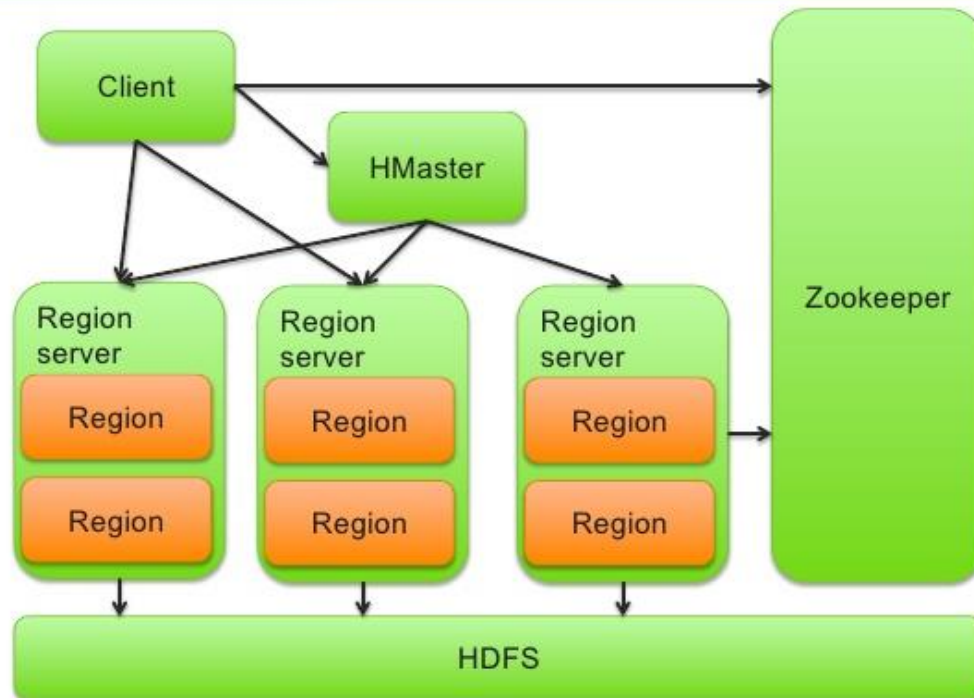 Client
HMaster
Zookeeper
Region
server
Region
Region
Region
server
Region
Region
Region
server
Region
Region
HDFS